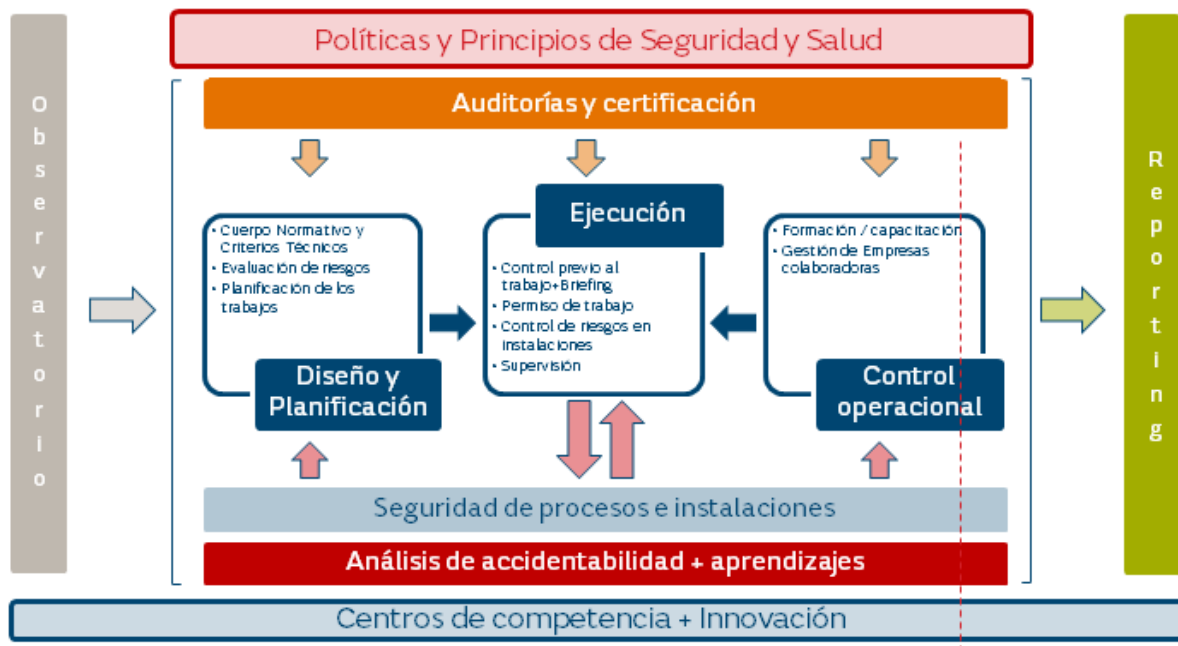 Políticas y Principios de Seguridad y Salud
Observatorio
Auditorías y certificación
• Cuerpo Normativo y
Criterios Técnicos
• Evaluación de riesgos
• Planificación de los
trabajos
Diseño y
Planificación
Ejecución
• Control previo al
trabajo+Briefing
• Permiso de trabajo
• Control de riesgos en
instalaciones
• Supervisión
• Formación / capacitación
• Gestión de Empresas
colaboradoras
Control
operacional
Reporting
Seguridad de procesos e instalaciones
Análisis de accidentabilidad + aprendizajes
Centros de competencia + Innovación